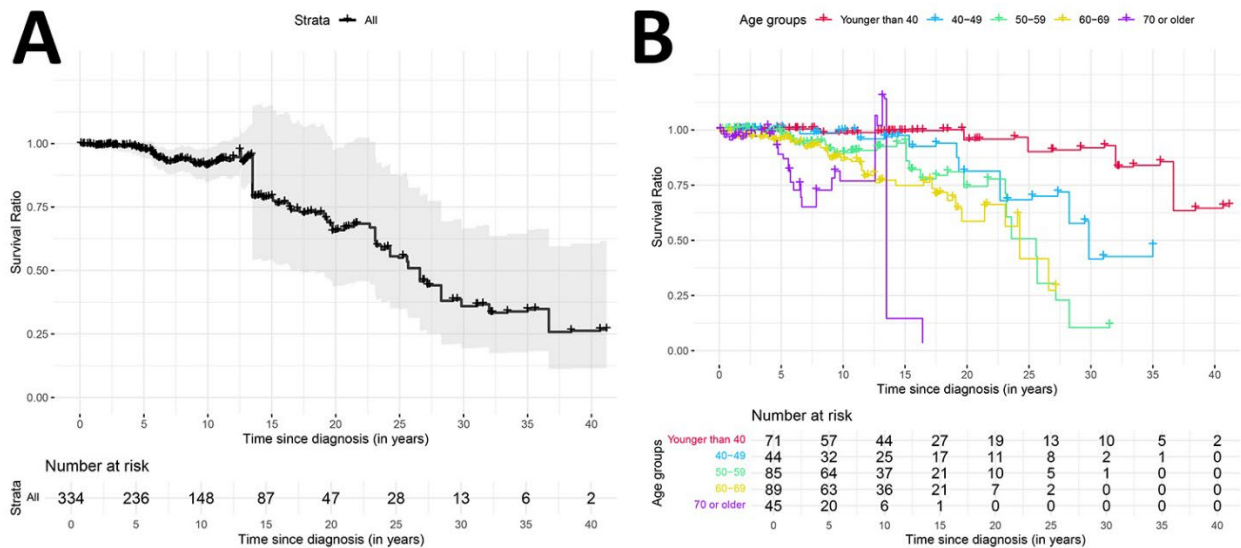 A
Strata All
Survival Ratio
1.00
0.75
0.50
0.25
0.00
0 5 10 15 20 25 30 35 40
Time since diagnosis (in years)
Number at risk
Strata
All 334 236 148 87 47 28 13 6 2
0 5 10 15 20 25 30 35 40
Time since diagnosis (in years)
B
Age groups Younger than 40 40-49 50-59 60-69 70 or older
Survival Ratio
1.00
0.75
0.50
0.25
0.00
0 5 10 15 20 25 30 35 40
Time since diagnosis (in years)
Number at risk
Age groups
Younger than 40 71 57 44 27 19 13 10 5 2
40-49 44 32 25 17 11 8 2 1 0
50-59 85 64 37 21 10 5 1 0 0
60-69 89 63 36 21 7 2 0 0 0
70 or older 45 20 6 1 0 0 0 0 0
0 5 10 15 20 25 30 35 40
Time since diagnosis (in years)